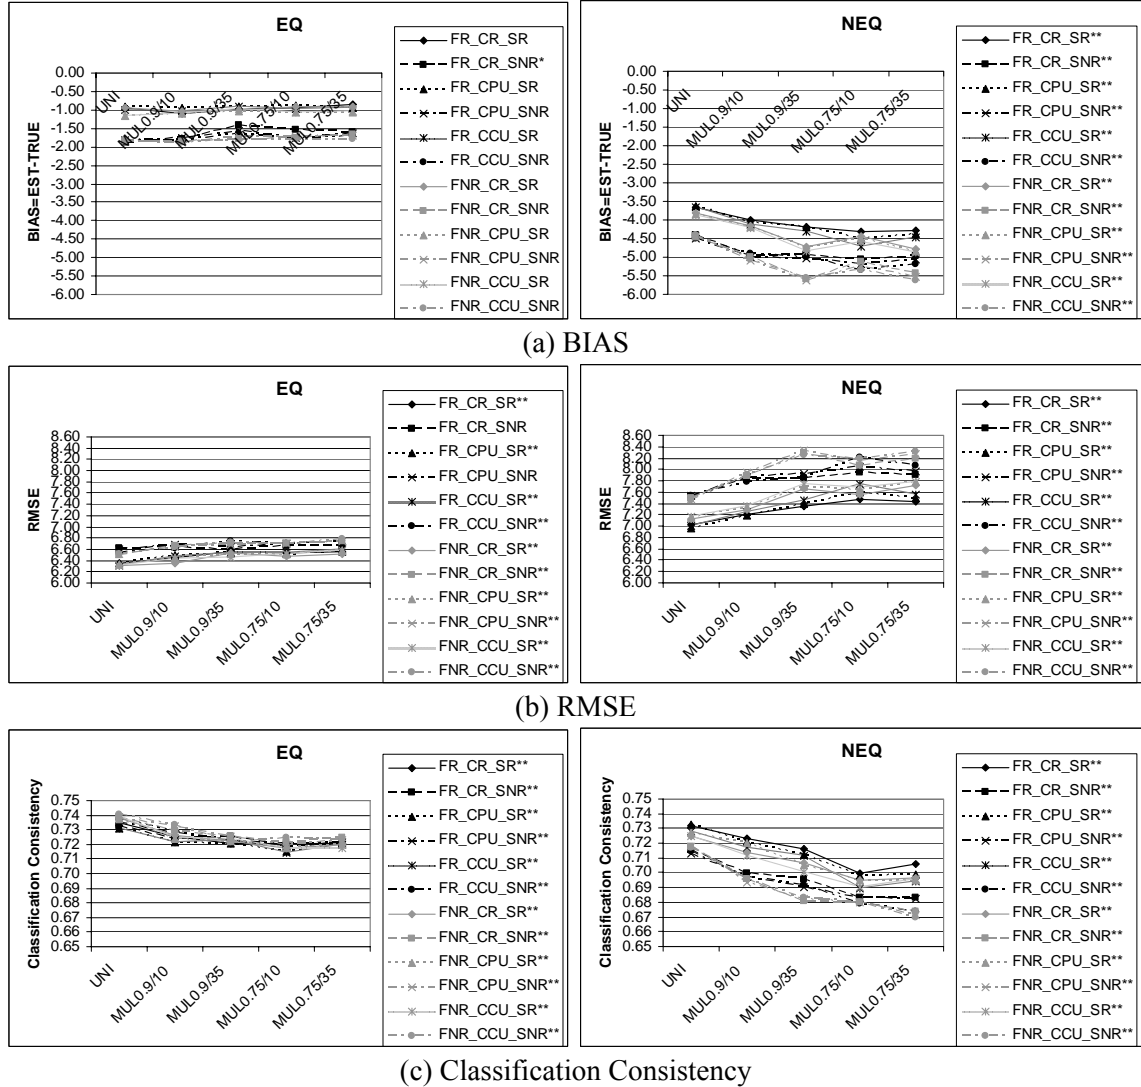 EQ
BIAS=EST-TRUE
0.00
-0.50
-1.00
-1.50
-2.00
-2.50
-3.00
-3.50
-4.00
-4.50
-5.00
-5.50
-6.00
UNI
MUL0.9/10
MUL0.9/35
MUL0.75/10
MUL0.75/35
FR_CR_SR
FR_CR_SNR*
FR_CPU_SR
FR_CPU_SNR
FR_CCU_SR
FR_CCU_SNR
FNR_CR_SR
FNR_CR_SNR
FNR_CPU_SR
FNR_CPU_SNR
FNR_CCU_SR
FNR_CCU_SNR
NEQ
BIAS=EST-TRUE
0.00
-0.50
-1.00
-1.50
-2.00
-2.50
-3.00
-3.50
-4.00
-4.50
-5.00
-5.50
-6.00
UNI
MUL0.9/10
MUL0.9/35
MUL0.75/10
MUL0.75/35
FR_CR_SR**
FR_CR_SNR**
FR_CPU_SR**
FR_CPU_SNR**
FR_CCU_SR**
FR_CCU_SNR**
FNR_CR_SR**
FNR_CR_SNR**
FNR_CPU_SR**
FNR_CPU_SNR**
FNR_CCU_SR**
FNR_CCU_SNR**
(a) BIAS
EQ
RMSE
8.60
8.40
8.20
8.00
7.80
7.60
7.40
7.20
7.00
6.80
6.60
6.40
6.20
6.00
UNI
MUL0.9/10
MUL0.9/35
MUL0.75/10
MUL0.75/35
FR_CR_SR**
FR_CR_SNR
FR_CPU_SR**
FR_CPU_SNR
FR_CCU_SR**
FR_CCU_SNR**
FNR_CR_SR**
FNR_CR_SNR**
FNR_CPU_SR**
FNR_CPU_SNR**
FNR_CCU_SR**
FNR_CCU_SNR**
NEQ
RMSE
8.60
8.40
8.20
8.00
7.80
7.60
7.40
7.20
7.00
6.80
6.60
6.40
6.20
6.00
UNI
MUL0.9/10
MUL0.9/35
MUL0.75/10
MUL0.75/35
FR_CR_SR**
FR_CR_SNR**
FR_CPU_SR**
FR_CPU_SNR**
FR_CCU_SR**
FR_CCU_SNR**
FNR_CR_SR**
FNR_CR_SNR**
FNR_CPU_SR**
FNR_CPU_SNR**
FNR_CCU_SR**
FNR_CCU_SNR**
(b) RMSE
EQ
Classification Consistency
0.75
0.74
0.73
0.72
0.71
0.70
0.69
0.68
0.67
0.66
0.65
UNI
MUL0.9/10
MUL0.9/35
MUL0.75/10
MUL0.75/35
FR_CR_SR**
FR_CR_SNR**
FR_CPU_SR**
FR_CPU_SNR**
FR_CCU_SR**
FR_CCU_SNR**
FNR_CR_SR**
FNR_CR_SNR**
FNR_CPU_SR**
FNR_CPU_SNR**
FNR_CCU_SR**
FNR_CCU_SNR**
NEQ
Classification Consistency
0.75
0.74
0.73
0.72
0.71
0.70
0.69
0.68
0.67
0.66
0.65
UNI
MUL0.9/10
MUL0.9/35
MUL0.75/10
MUL0.75/35
FR_CR_SR**
FR_CR_SNR**
FR_CPU_SR**
FR_CPU_SNR**
FR_CCU_SR**
FR_CCU_SNR**
FNR_CR_SR**
FNR_CR_SNR**
FNR_CPU_SR**
FNR_CPU_SNR**
FNR_CCU_SR**
FNR_CCU_SNR**
(c) Classification Consistency